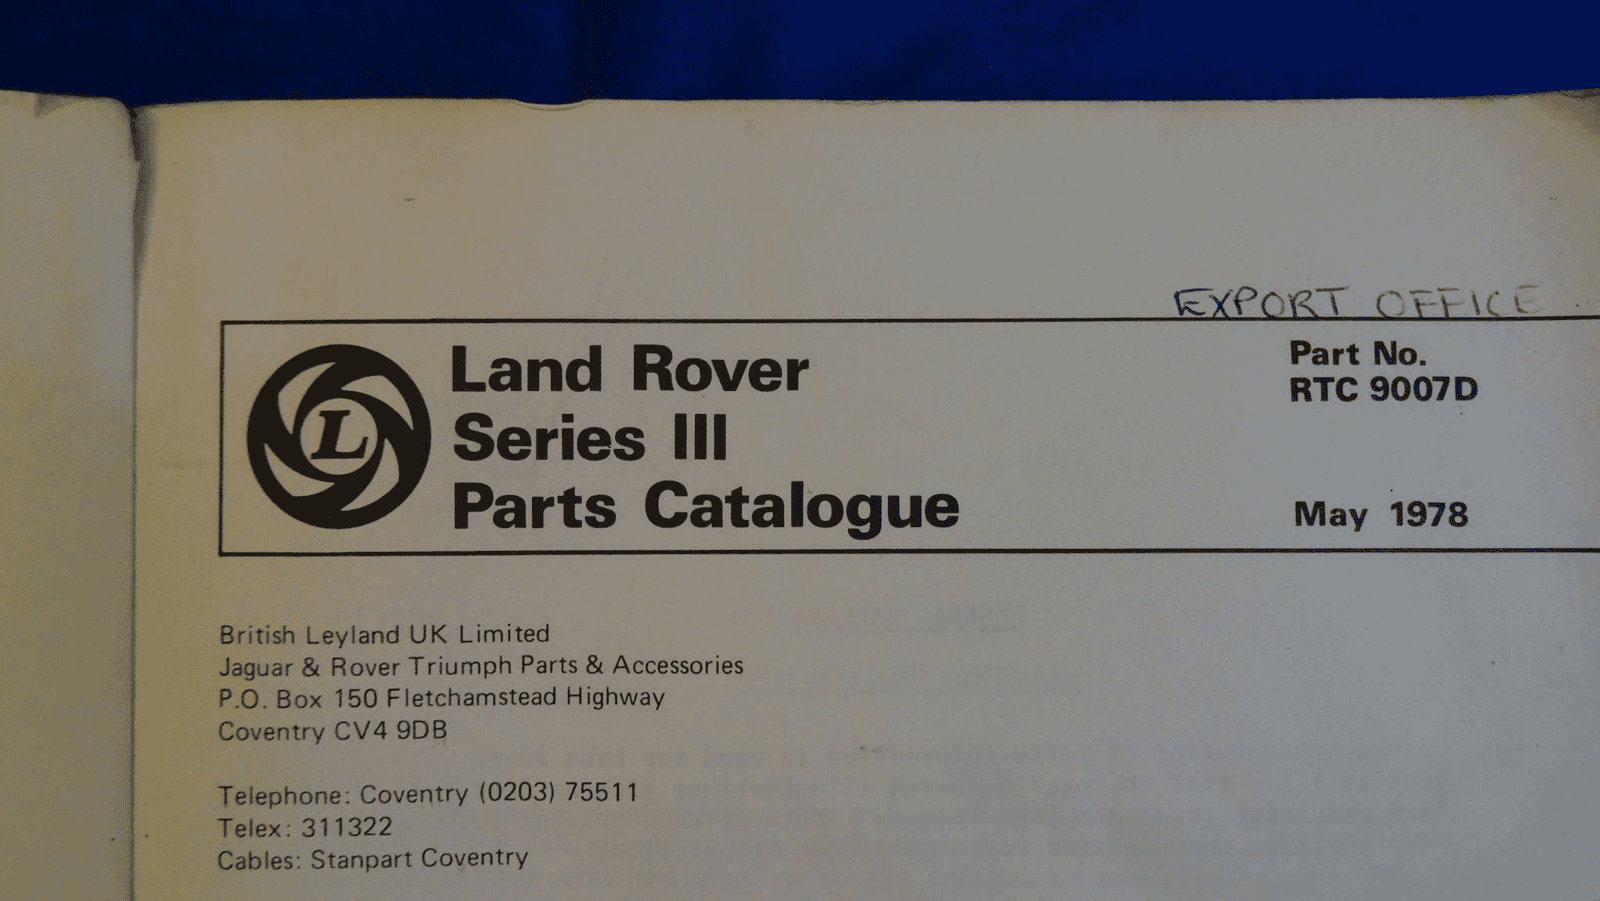 EXPORT OFFICE
Land Rover
Series III
Parts Catalogue
Part No.
RTC 9007D
May 1978
L
British Leyland UK Limited
Jaguar & Rover Triumph Parts & Accessories
P.O. Box 150 Fletchamstead Highway
Coventry CV4 9DB
Telephone: Coventry (0203) 75511
Telex: 311322
Cables: Stanpart Coventry